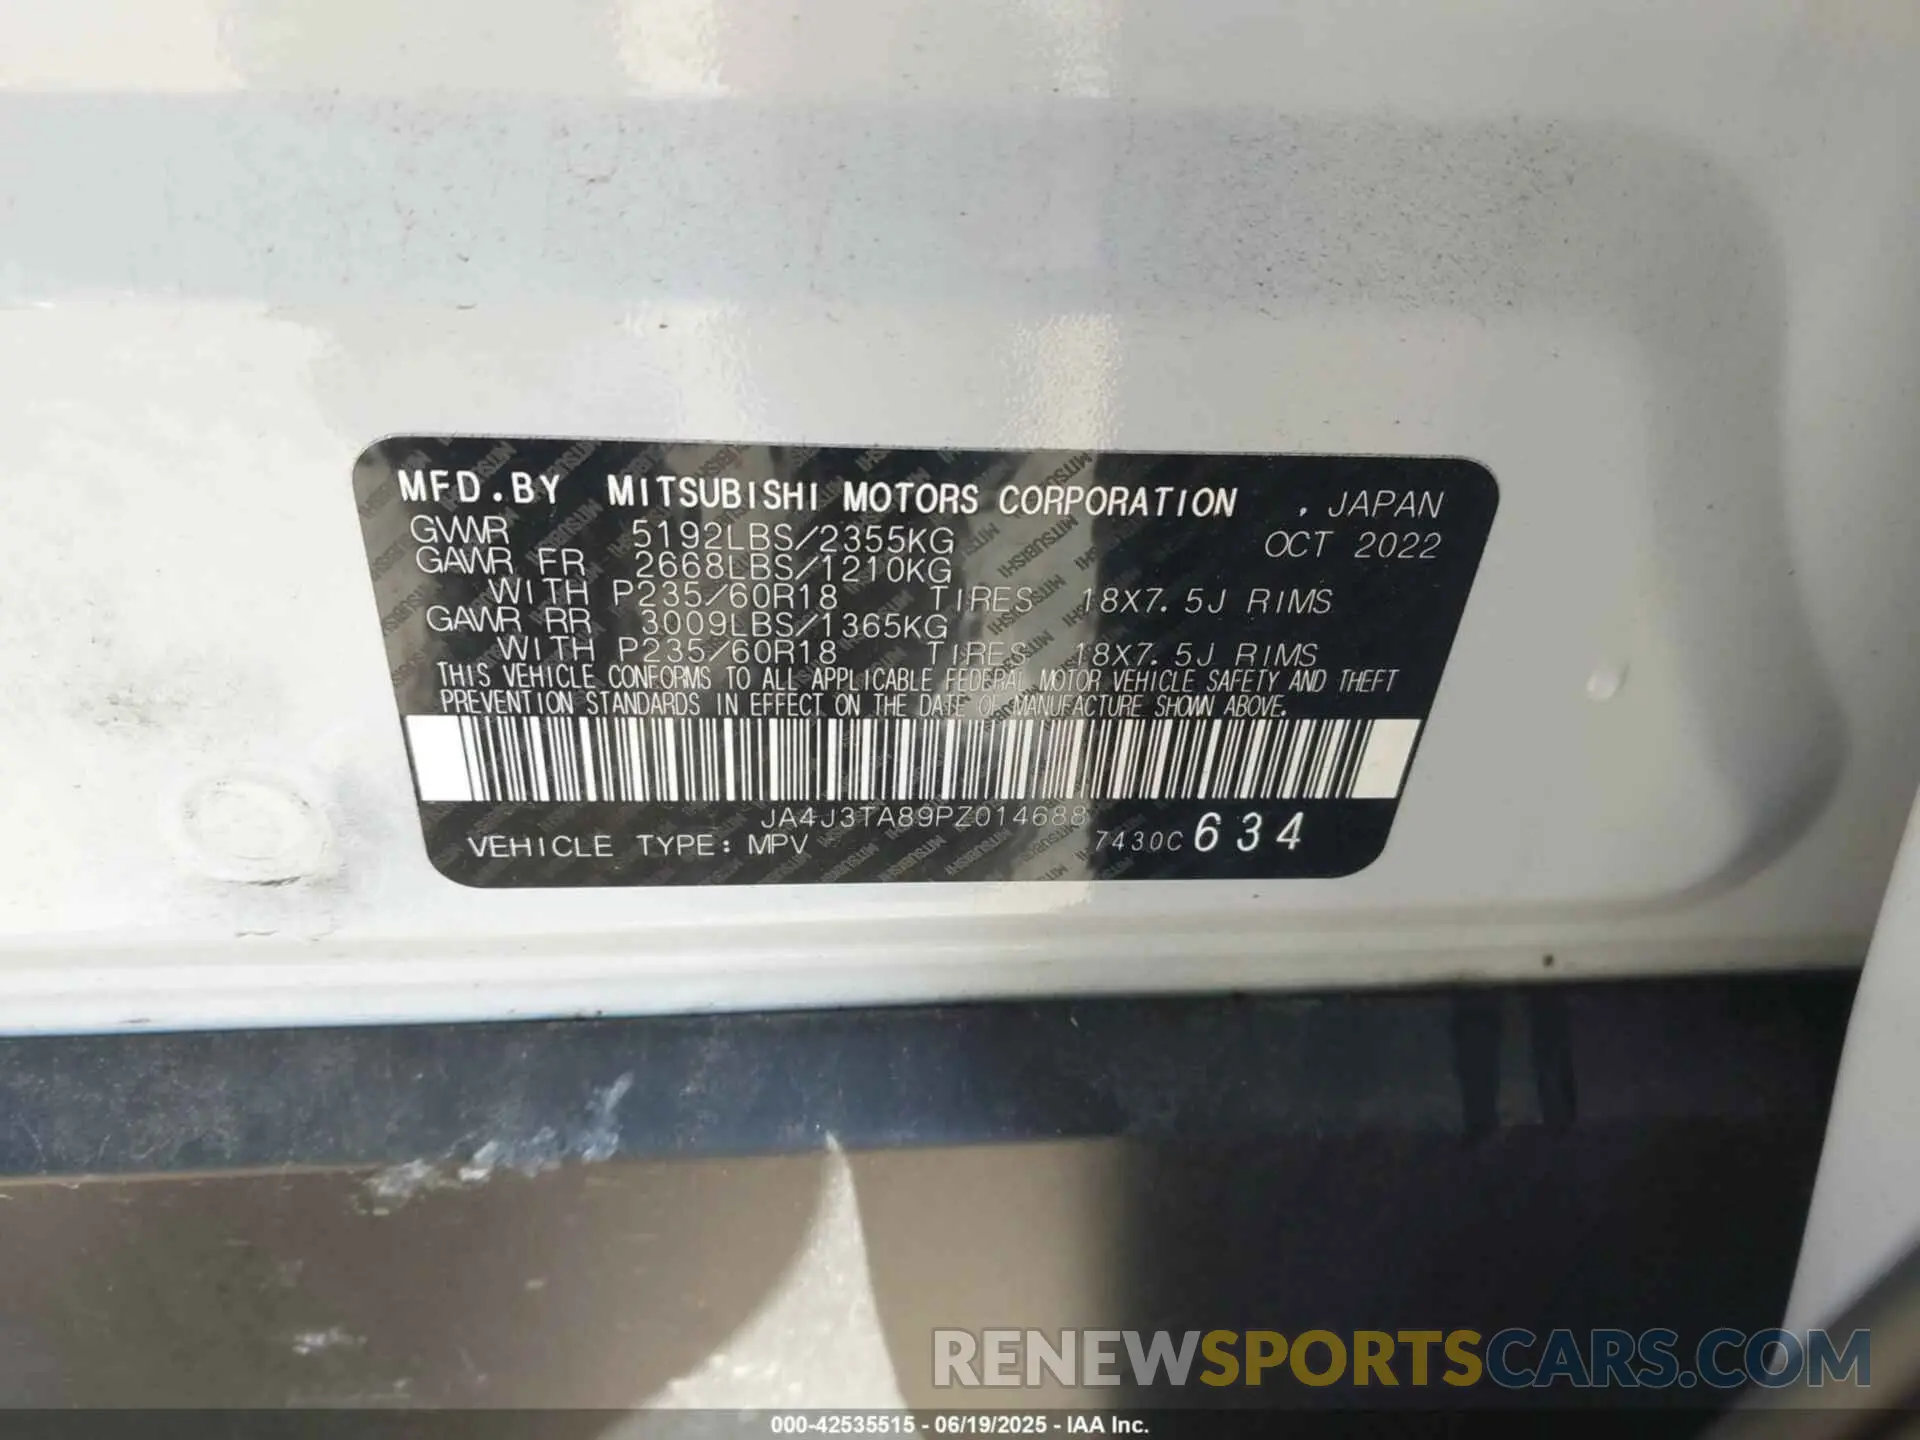 MFD.BY MITSUBISHI MOTORS CORPORATION , JAPAN
GVWR 5192LBS/2355KG OCT 2022
GAWR FR 2668LBS/1210KG
WITH P235/60R18 TIRES 18X7.5J RIMS
GAWR RR 3009LBS/1365KG
WITH P235/60R18 TIRES 18X7.5J RIMS
THIS VEHICLE CONFORMS TO ALL APPLICABLE FEDERAL MOTOR VEHICLE SAFETY AND THEFT
PREVENTION STANDARDS IN EFFECT ON THE DATE OF MANUFACTURE SHOWN ABOVE.
JA4J3TA89PZ014688
VEHICLE TYPE: MPV 7430C 634
RENEWSPORTSCARS.COM
000-42535515 - 06/19/2025 - IAA Inc.